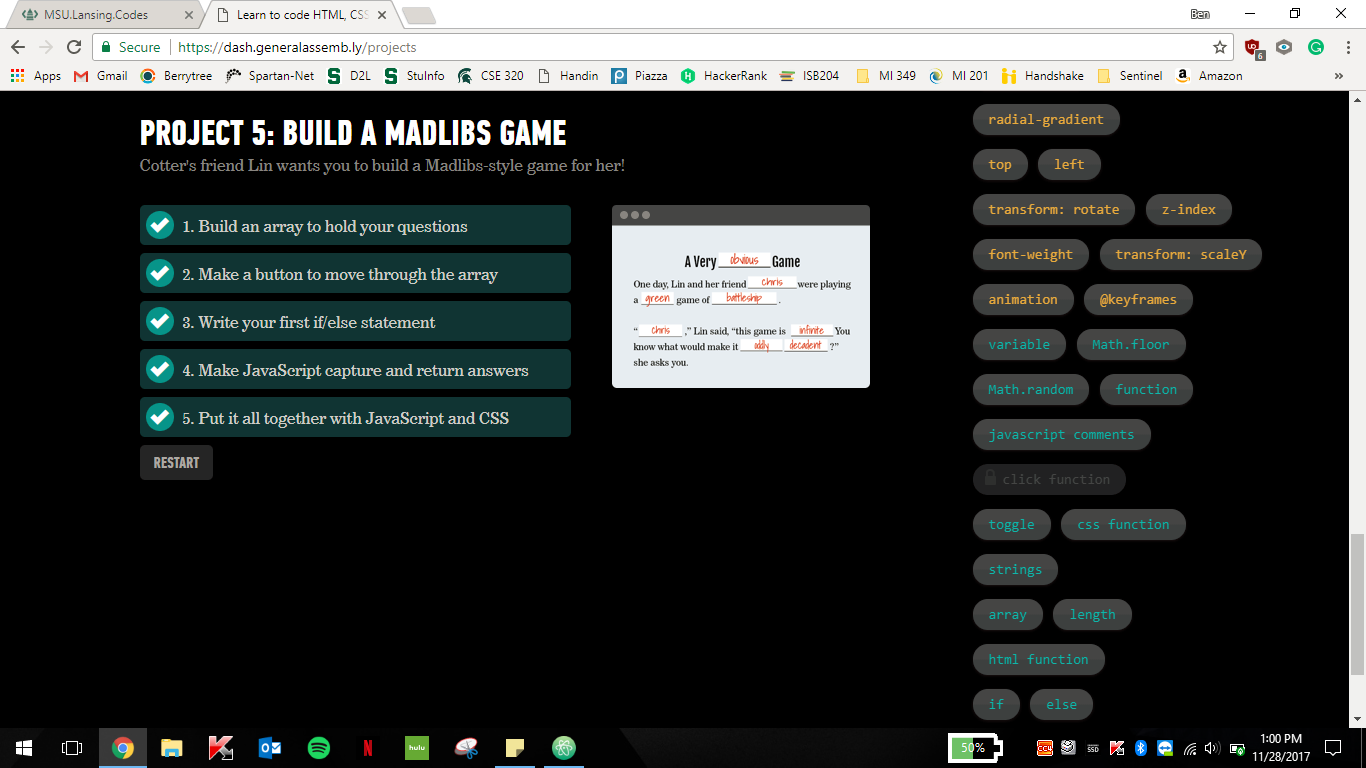 MSU.Lansing.Codes
Learn to code HTML, CSS
Ben
Secure
https://dash.generalassemb.ly/projects
6
Apps Gmail Berrytree Spartan-Net D2L StuInfo CSE 320 Handin Piazza HackerRank ISB204 MI 349 MI 201 Handshake Sentinel Amazon »
PROJECT 5: BUILD A MADLIBS GAME
Cotter's friend Lin wants you to build a Madlibs-style game for her!
1. Build an array to hold your questions
2. Make a button to move through the array
3. Write your first if/else statement
4. Make JavaScript capture and return answers
5. Put it all together with JavaScript and CSS
RESTART
A Very obvious Game
One day, Lin and her friend chris were playing
a green game of battleship .
“ chris ,” Lin said, “this game is infinite You
know what would make it oddly decadent ?”
she asks you.
radial-gradient
top left
transform: rotate z-index
font-weight transform: scaleY
animation @keyframes
variable Math.floor
Math.random function
javascript comments
click function
toggle css function
strings
array length
html function
if else
hulu
50%
SSD
1:00 PM
11/28/2017